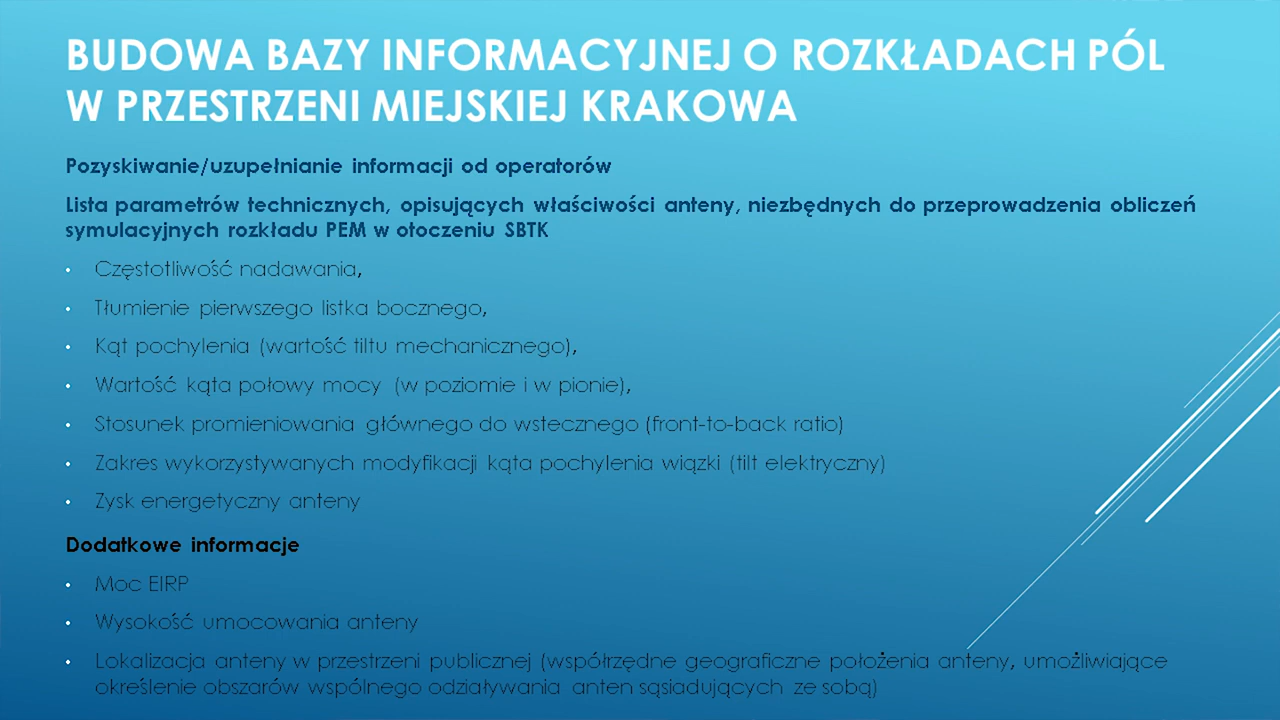 BUDOWA BAZY INFORMACYJNEJ O ROZKŁADACH PÓL
W PRZESTRZENI MIEJSKIEJ KRAKOWA
Pozyskiwanie/uzupełnianie informacji od operatorów
Lista parametrów technicznych, opisujących właściwości anteny, niezbędnych do przeprowadzenia obliczeń
symulacyjnych rozkładu PEM w otoczeniu SBTK
• Częstotliwość nadawania,
• Tłumienie pierwszego listka bocznego,
• Kąt pochylenia (wartość tiltu mechanicznego),
• Wartość kąta połowy mocy (w poziomie i w pionie),
• Stosunek promieniowania głównego do wstecznego (front-to-back ratio)
• Zakres wykorzystywanych modyfikacji kąta pochylenia wiązki (tilt elektryczny)
• Zysk energetyczny anteny
Dodatkowe informacje
• Moc EIRP
• Wysokość umocowania anteny
• Lokalizacja anteny w przestrzeni publicznej (współrzędne geograficzne położenia anteny, umożliwiające
określenie obszarów wspólnego odziaływania anten sąsiadujących ze sobą)